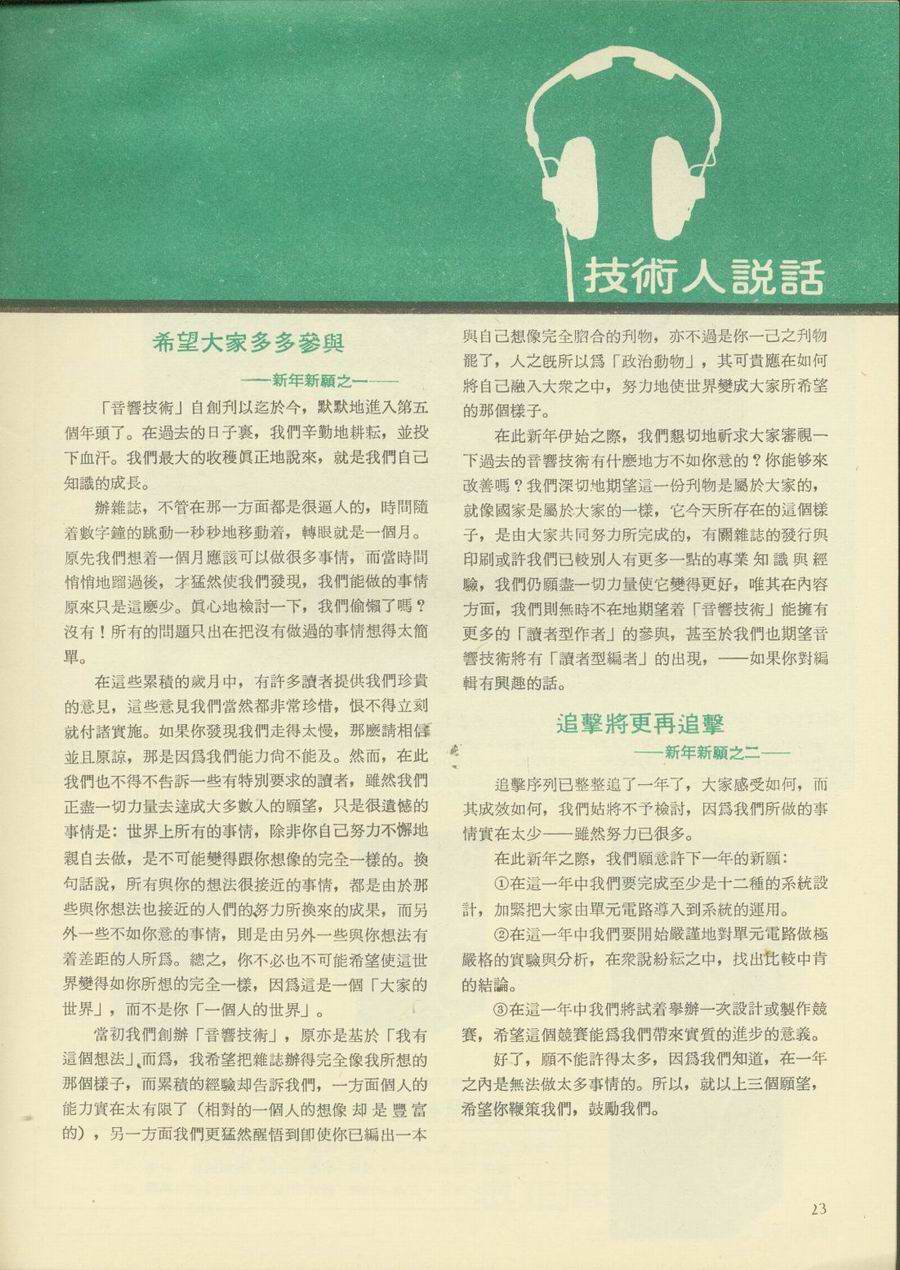 技術人説話
希望大家多多參與
——新年新願之一——
「音響技術」自創刋以迄於今，默默地進入第五
個年頭了。在過去的日子裏，我們辛勤地耕耘，並投
下血汗。我們最大的收穫眞正地說來，就是我們自己
知識的成長。
辦雜誌，不管在那一方面都是很逼人的，時間隨
着數字鐘的跳動一秒秒地移動着，轉眼就是一個月。
原先我們想着一個月應該可以做很多事情，而當時間
悄悄地蹓過後，才猛然使我們發現，我們能做的事情
原來只是這麽少。眞心地檢討一下，我們偷懶了嗎？
沒有！所有的問題只出在把沒有做過的事情想得太簡
單。
在這些累積的歲月中，有許多讀者提供我們珍貴
的意見，這些意見我們當然都非常珍惜，恨不得立刻
就付諸實施。如果你發現我們走得太慢，那麽請相信
並且原諒，那是因爲我們能力尙不能及。然而，在此
我們也不得不告訴一些有特別要求的讀者，雖然我們
正盡一切力量去達成大多數人的願望，只是很遺憾的
事情是：世界上所有的事情，除非你自己努力不懈地
親自去做，是不可能變得跟你想像的完全一樣的。換
句話說，所有與你的想法很接近的事情，都是由於那
些與你想法也接近的人們的努力所換來的成果，而另
外一些不如你意的事情，則是由另外一些與你想法有
着差距的人所爲。總之，你不必也不可能希望使這世
界變得如你所想的完全一樣，因爲這是一個「大家的
世界」，而不是你「一個人的世界」。
當初我們創辦「音響技術」，原亦是基於「我有
這個想法」而爲，我希望把雜誌辦得完全像我所想的
那個樣子，而累積的經驗却告訴我們，一方面個人的
能力實在太有限了（相對的一個人的想像却是豐富
的），另一方面我們更猛然醒悟到卽使你已編出一本
與自己想像完全脗合的刋物，亦不過是你一己之刋物
罷了，人之旣所以爲「政治動物」，其可貴應在如何
將自己融入大衆之中，努力地使世界變成大家所希望
的那個樣子。
在此新年伊始之際，我們懇切地祈求大家審視一
下過去的音響技術有什麽地方不如你意的？你能够來
改善嗎？我們深切地期望這一份刋物是屬於大家的，
就像國家是屬於大家的一樣，它今天所存在的這個樣
子，是由大家共同努力所完成的，有關雜誌的發行與
印刷或許我們已較別人有更多一點的專業知識與經
驗，我們仍願盡一切力量使它變得更好，唯其在內容
方面，我們則無時不在地期望着「音響技術」能擁有
更多的「讀者型作者」的參與，甚至於我們也期望音
響技術將有「讀者型編者」的出現，——如果你對編
輯有興趣的話。
追擊將更再追擊
——新年新願之二——
追擊序列已整整追了一年了，大家感受如何，而
其成效如何，我們姑將不予檢討，因爲我們所做的事
情實在太少——雖然努力已很多。
在此新年之際，我們願意許下一年的新願：
①在這一年中我們要完成至少是十二種的系統設
計，加緊把大家由單元電路導入到系統的運用。
②在這一年中我們要開始嚴謹地對單元電路做極
嚴格的實驗與分析，在衆說紛紜之中，找出比較中肯
的結論。
③在這一年中我們將試着擧辦一次設計或製作競
賽，希望這個競賽能爲我們帶來實質的進步的意義。
好了，願不能許得太多，因爲我們知道，在一年
之內是無法做太多事情的。所以，就以上三個願望，
希望你鞭策我們，鼓勵我們。
23